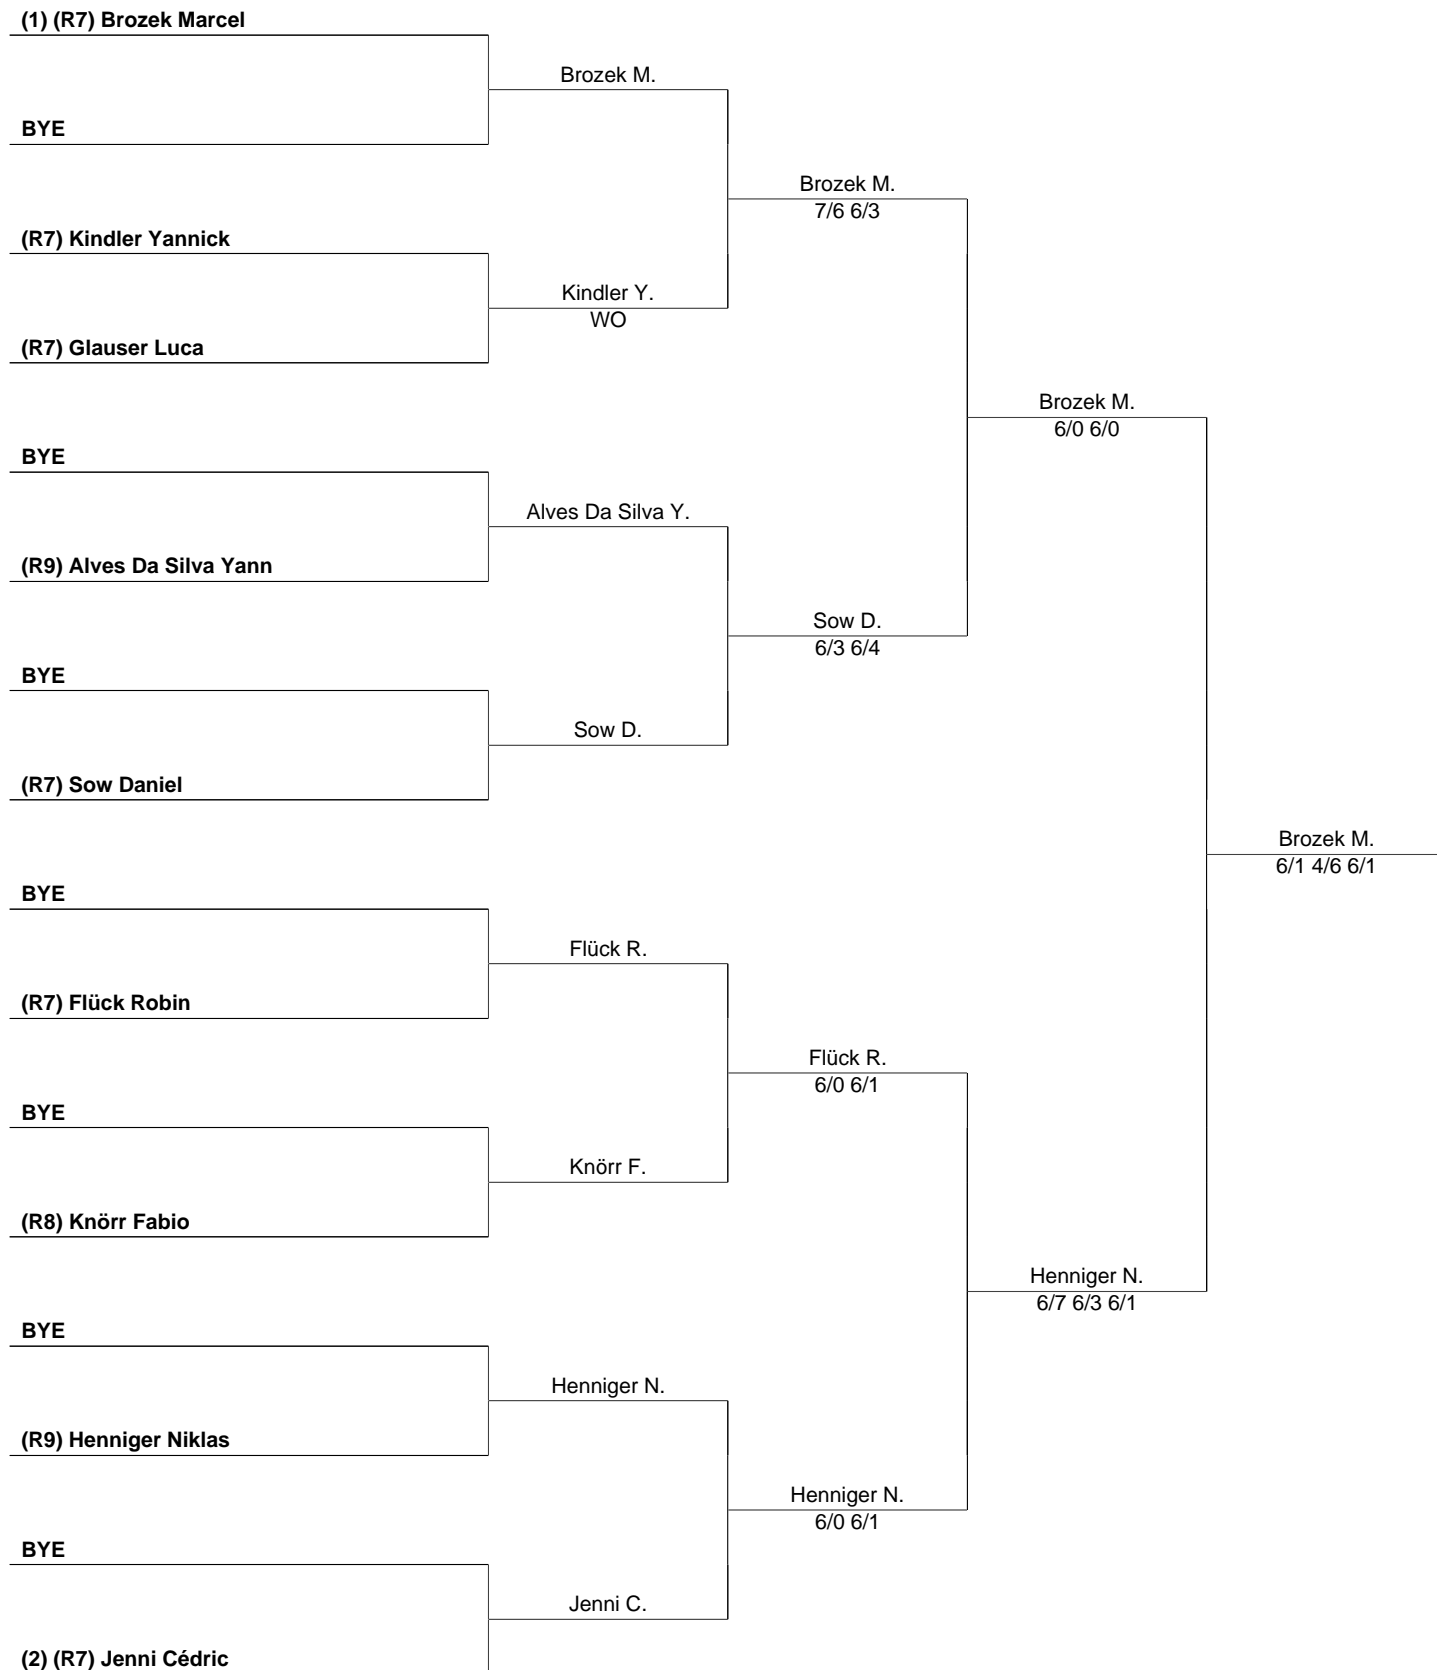 (1) (R7) Brozek Marcel
Brozek M.
BYE
Brozek M.
7/6 6/3
(R7) Kindler Yannick
Kindler Y.
WO
(R7) Glauser Luca
Brozek M.
6/0 6/0
BYE
Alves Da Silva Y.
(R9) Alves Da Silva Yann
Sow D.
6/3 6/4
BYE
Sow D.
(R7) Sow Daniel
Brozek M.
6/1 4/6 6/1
BYE
Flück R.
(R7) Flück Robin
Flück R.
6/0 6/1
BYE
Knörr F.
(R8) Knörr Fabio
Henniger N.
6/7 6/3 6/1
BYE
Henniger N.
(R9) Henniger Niklas
Henniger N.
6/0 6/1
BYE
Jenni C.
(2) (R7) Jenni Cédric